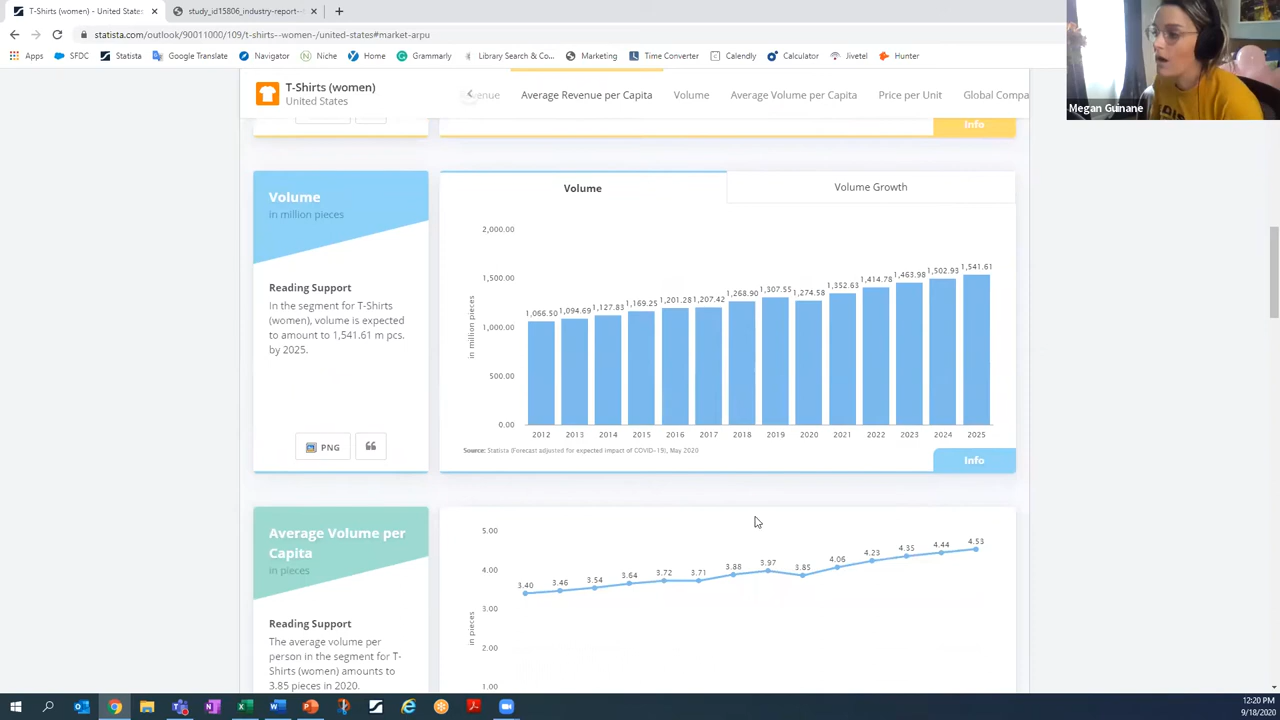 T-Shirts (women) - United States
study_id15806_industry-report--
statista.com/outlook/90011000/109/t-shirts--women-/united-states#market-arpu
Apps SFDC Statista Google Translate Navigator Niche Home Grammarly Library Search & Co... Marketing Time Converter Calendly Calculator Jivetel Hunter
Megan Guinane
T-Shirts (women)
United States
enue Average Revenue per Capita Volume Average Volume per Capita Price per Unit Global Compa
Info
Volume
in million pieces
Reading Support
In the segment for T-Shirts
(women), volume is expected
to amount to 1,541.61 m pcs.
by 2025.
PNG
Volume
Volume Growth
2,000.00
1,500.00
1,000.00
500.00
0.00
in million pieces
1,066.50 1,094.69 1,127.83 1,169.25 1,201.28 1,207.42 1,268.90 1,307.55 1,274.58 1,352.63 1,414.78 1,463.98 1,502.93 1,541.61
2012 2013 2014 2015 2016 2017 2018 2019 2020 2021 2022 2023 2024 2025
Source: Statista (Forecast adjusted for expected impact of COVID-19), May 2020
Info
Average Volume per
Capita
in pieces
Reading Support
The average volume per
person in the segment for T-
Shirts (women) amounts to
3.85 pieces in 2020.
5.00
4.00
3.00
2.00
1.00
in pieces
3.40 3.46 3.54 3.64 3.72 3.71 3.88 3.97 3.85 4.06 4.23 4.35 4.44 4.53
12:20 PM
9/18/2020